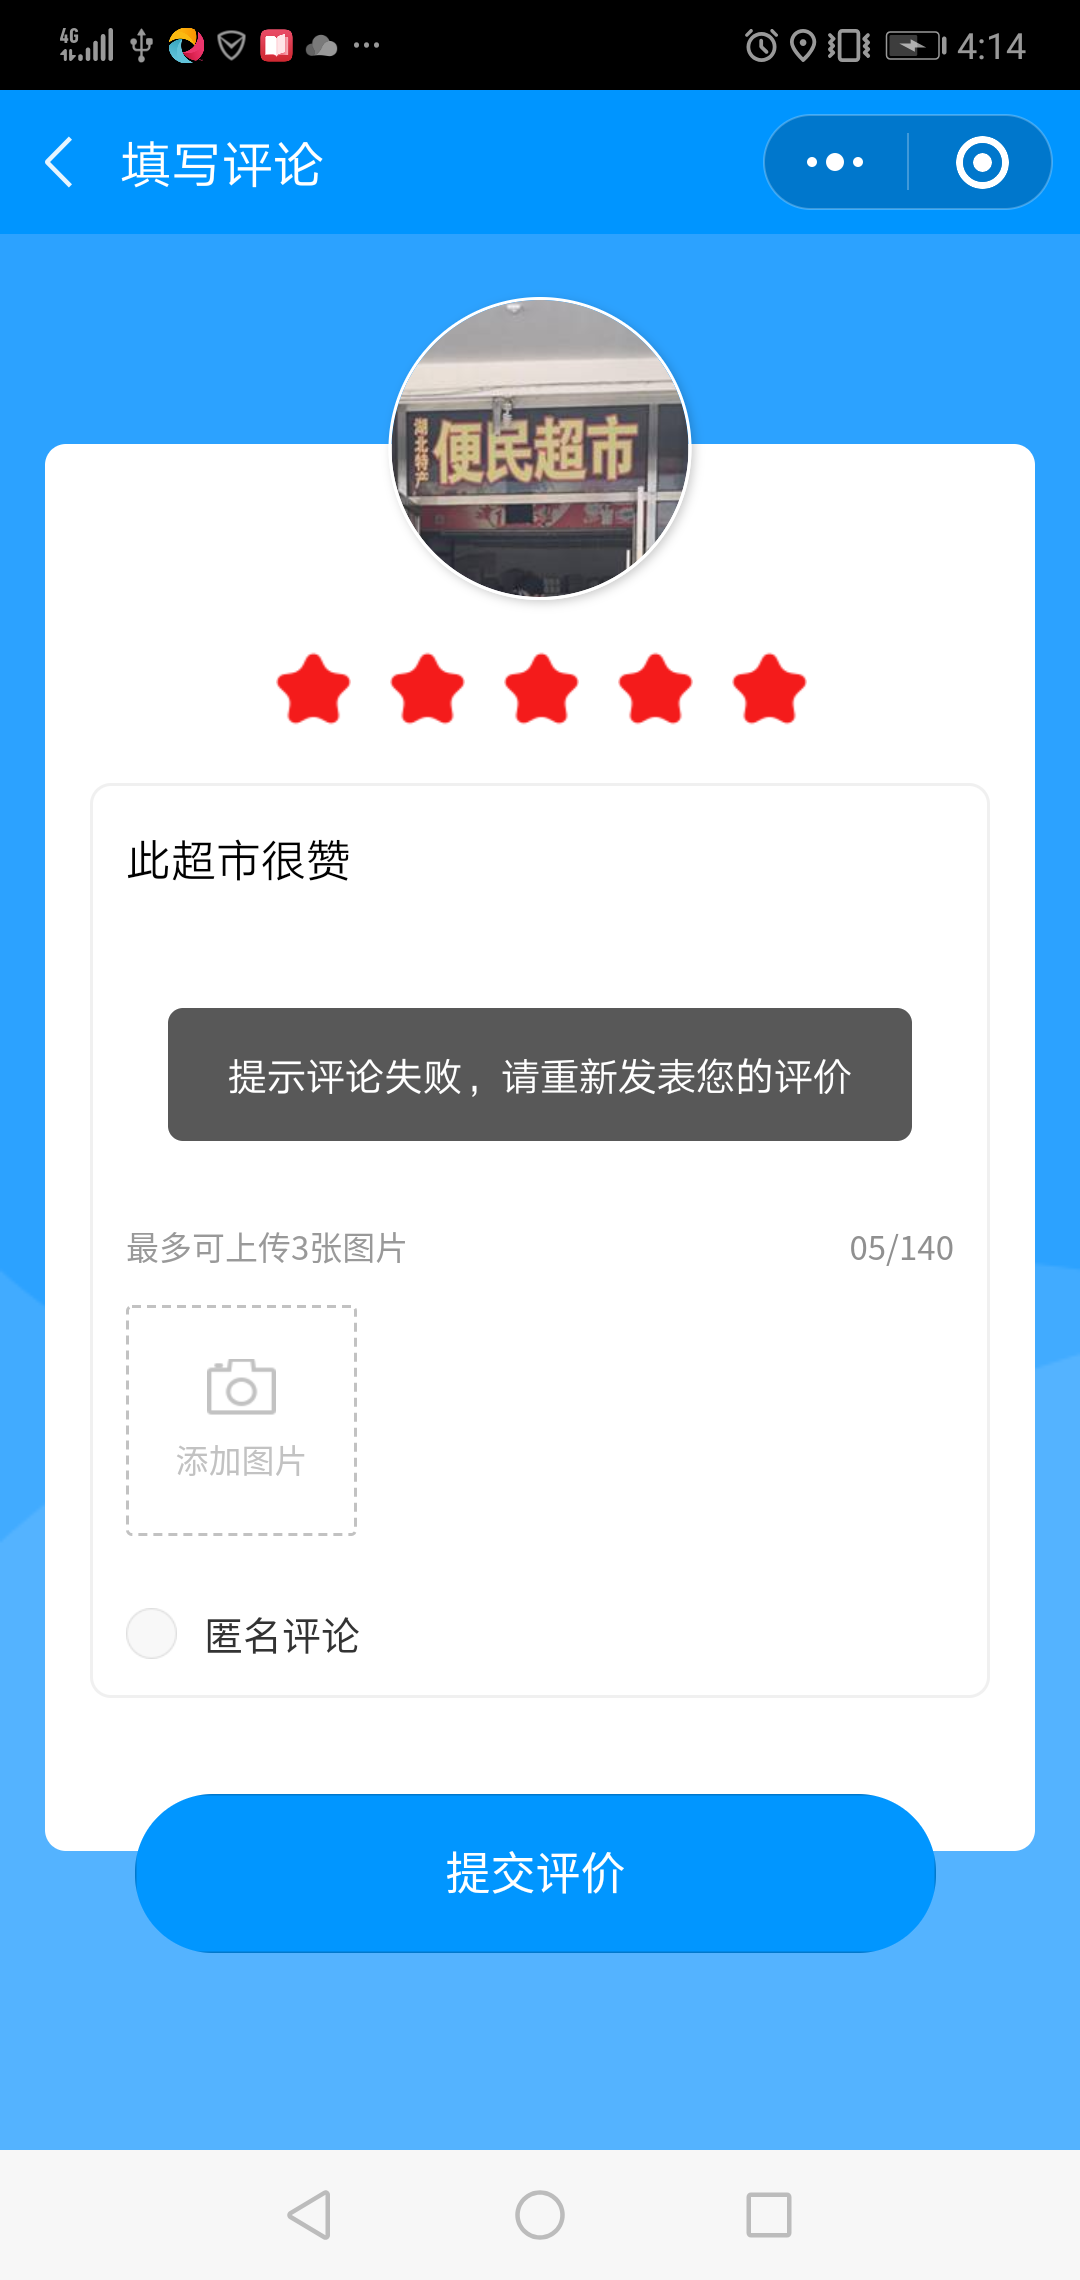 4G
4:14
填写评论
湖北特产
便民超市
此超市很赞
提示评论失败，请重新发表您的评价
最多可上传3张图片
05/140
添加图片
匿名评论
提交评价